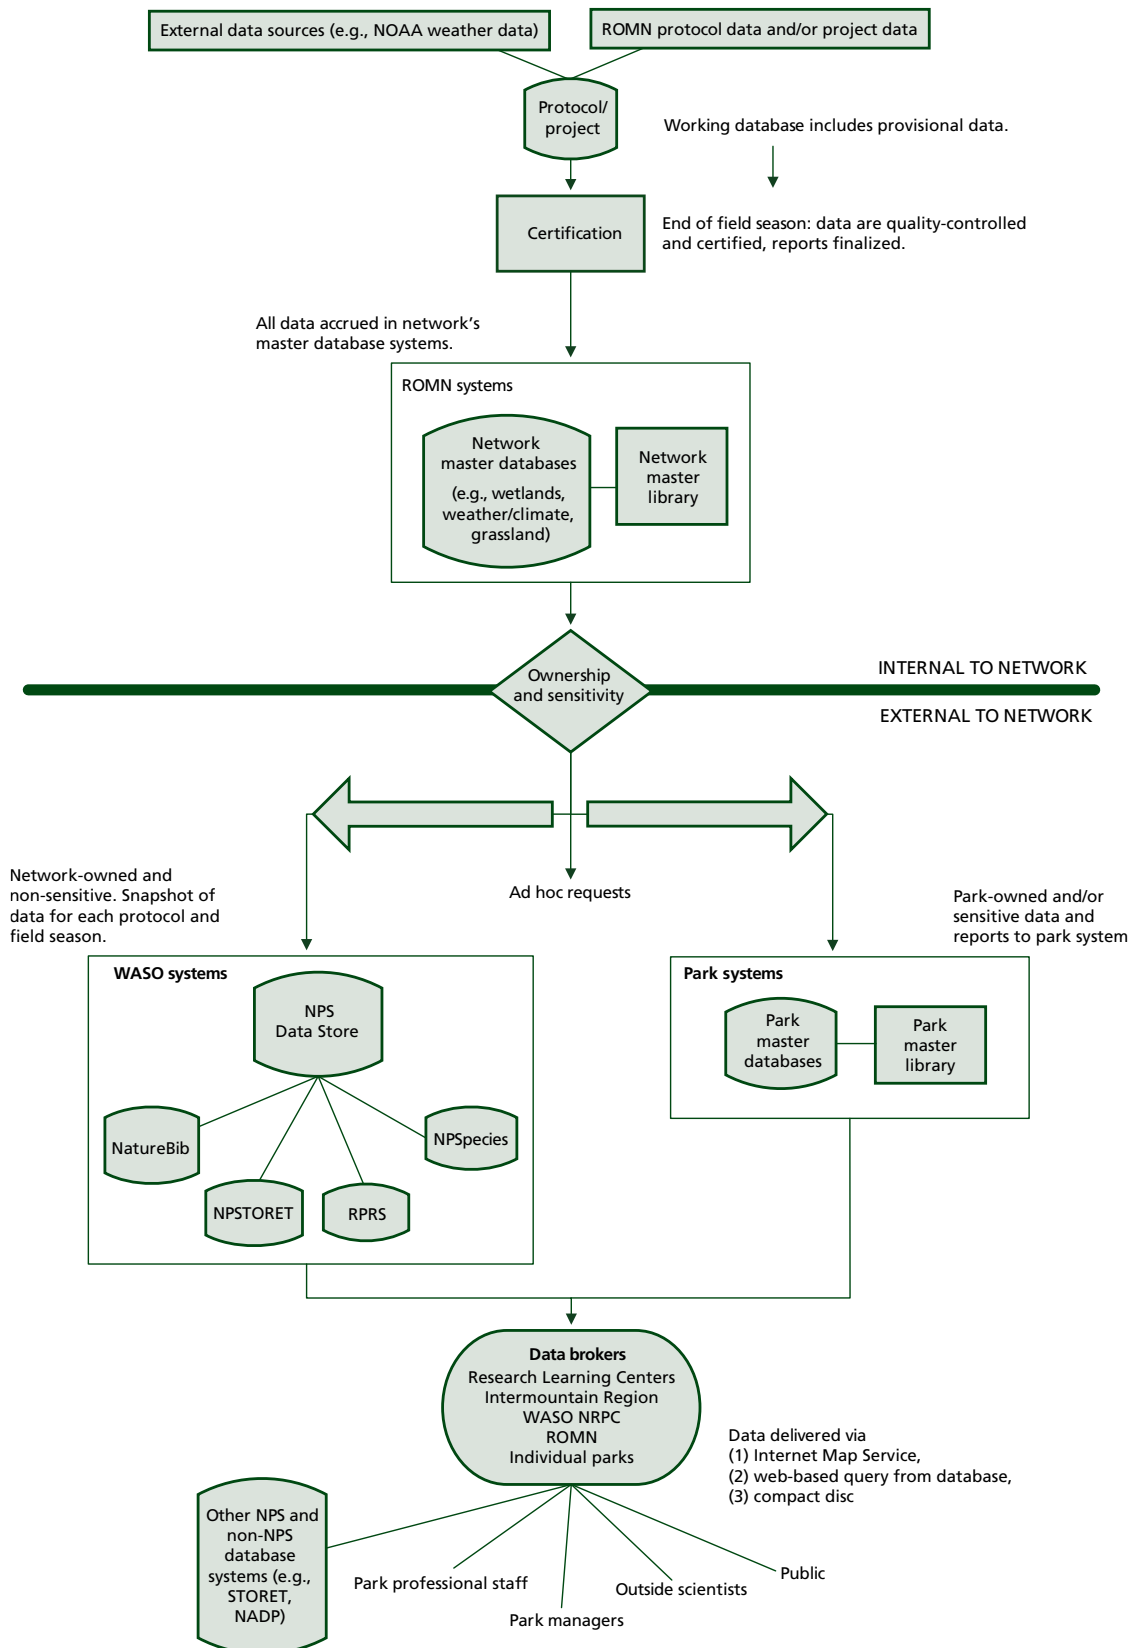 External data sources (e.g., NOAA weather data)
ROMN protocol data and/or project data
Protocol/
project
Working database includes provisional data.
Certification
End of field season: data are quality-controlled
and certified, reports finalized.
All data accrued in network's
master database systems.
ROMN systems
Network
master databases
(e.g., wetlands,
weather/climate,
grassland)
Network
master
library
Ownership
and sensitivity
INTERNAL TO NETWORK
EXTERNAL TO NETWORK
Network-owned and
non-sensitive. Snapshot of
data for each protocol and
field season.
Ad hoc requests
Park-owned and/or
sensitive data and
reports to park system
WASO systems
NPS
Data Store
NatureBib
NPSTORET
RPRS
NPSpecies
Park systems
Park
master
databases
Park
master
library
Data brokers
Research Learning Centers
Intermountain Region
WASO NRPC
ROMN
Individual parks
Data delivered via
(1) Internet Map Service,
(2) web-based query from database,
(3) compact disc
Other NPS and
non-NPS
database
systems (e.g.,
STORET,
NADP)
Park professional staff
Park managers
Outside scientists
Public